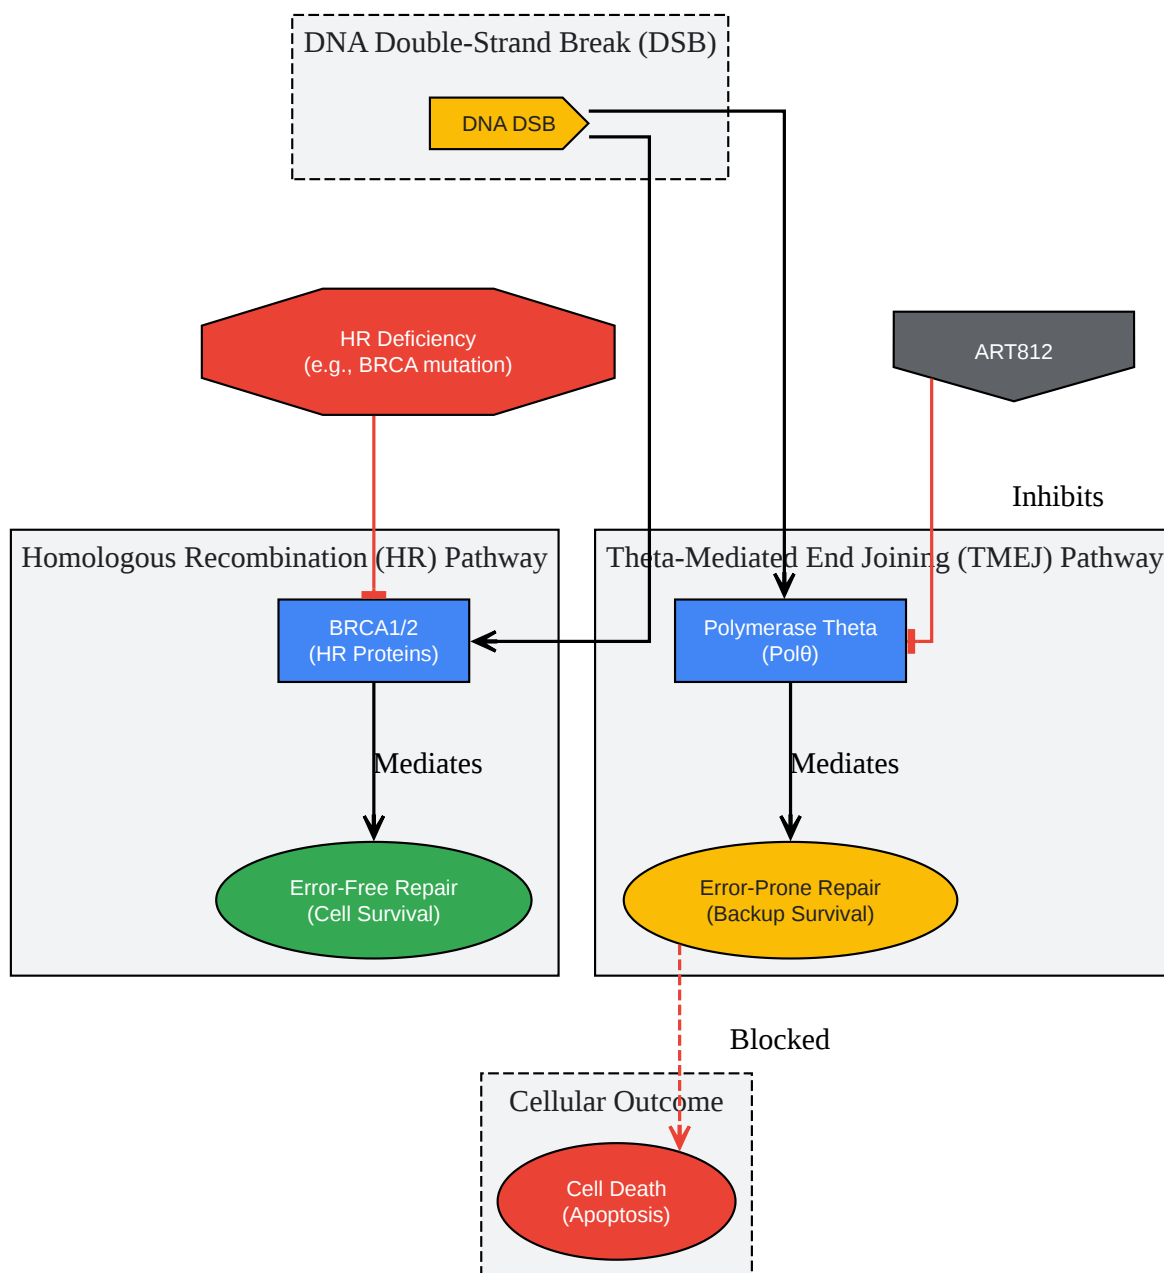 DNA Double-Strand Break (DSB)
DNA DSB
HR Deficiency
(e.g., BRCA mutation)
ART812
Inhibits
Homologous Recombination (HR) Pathway
Theta-Mediated End Joining (TMEJ) Pathway
BRCA1/2
(HR Proteins)
Polymerase Theta
(Polθ)
Mediates
Mediates
Error-Free Repair
(Cell Survival)
Error-Prone Repair
(Backup Survival)
Blocked
Cellular Outcome
Cell Death
(Apoptosis)